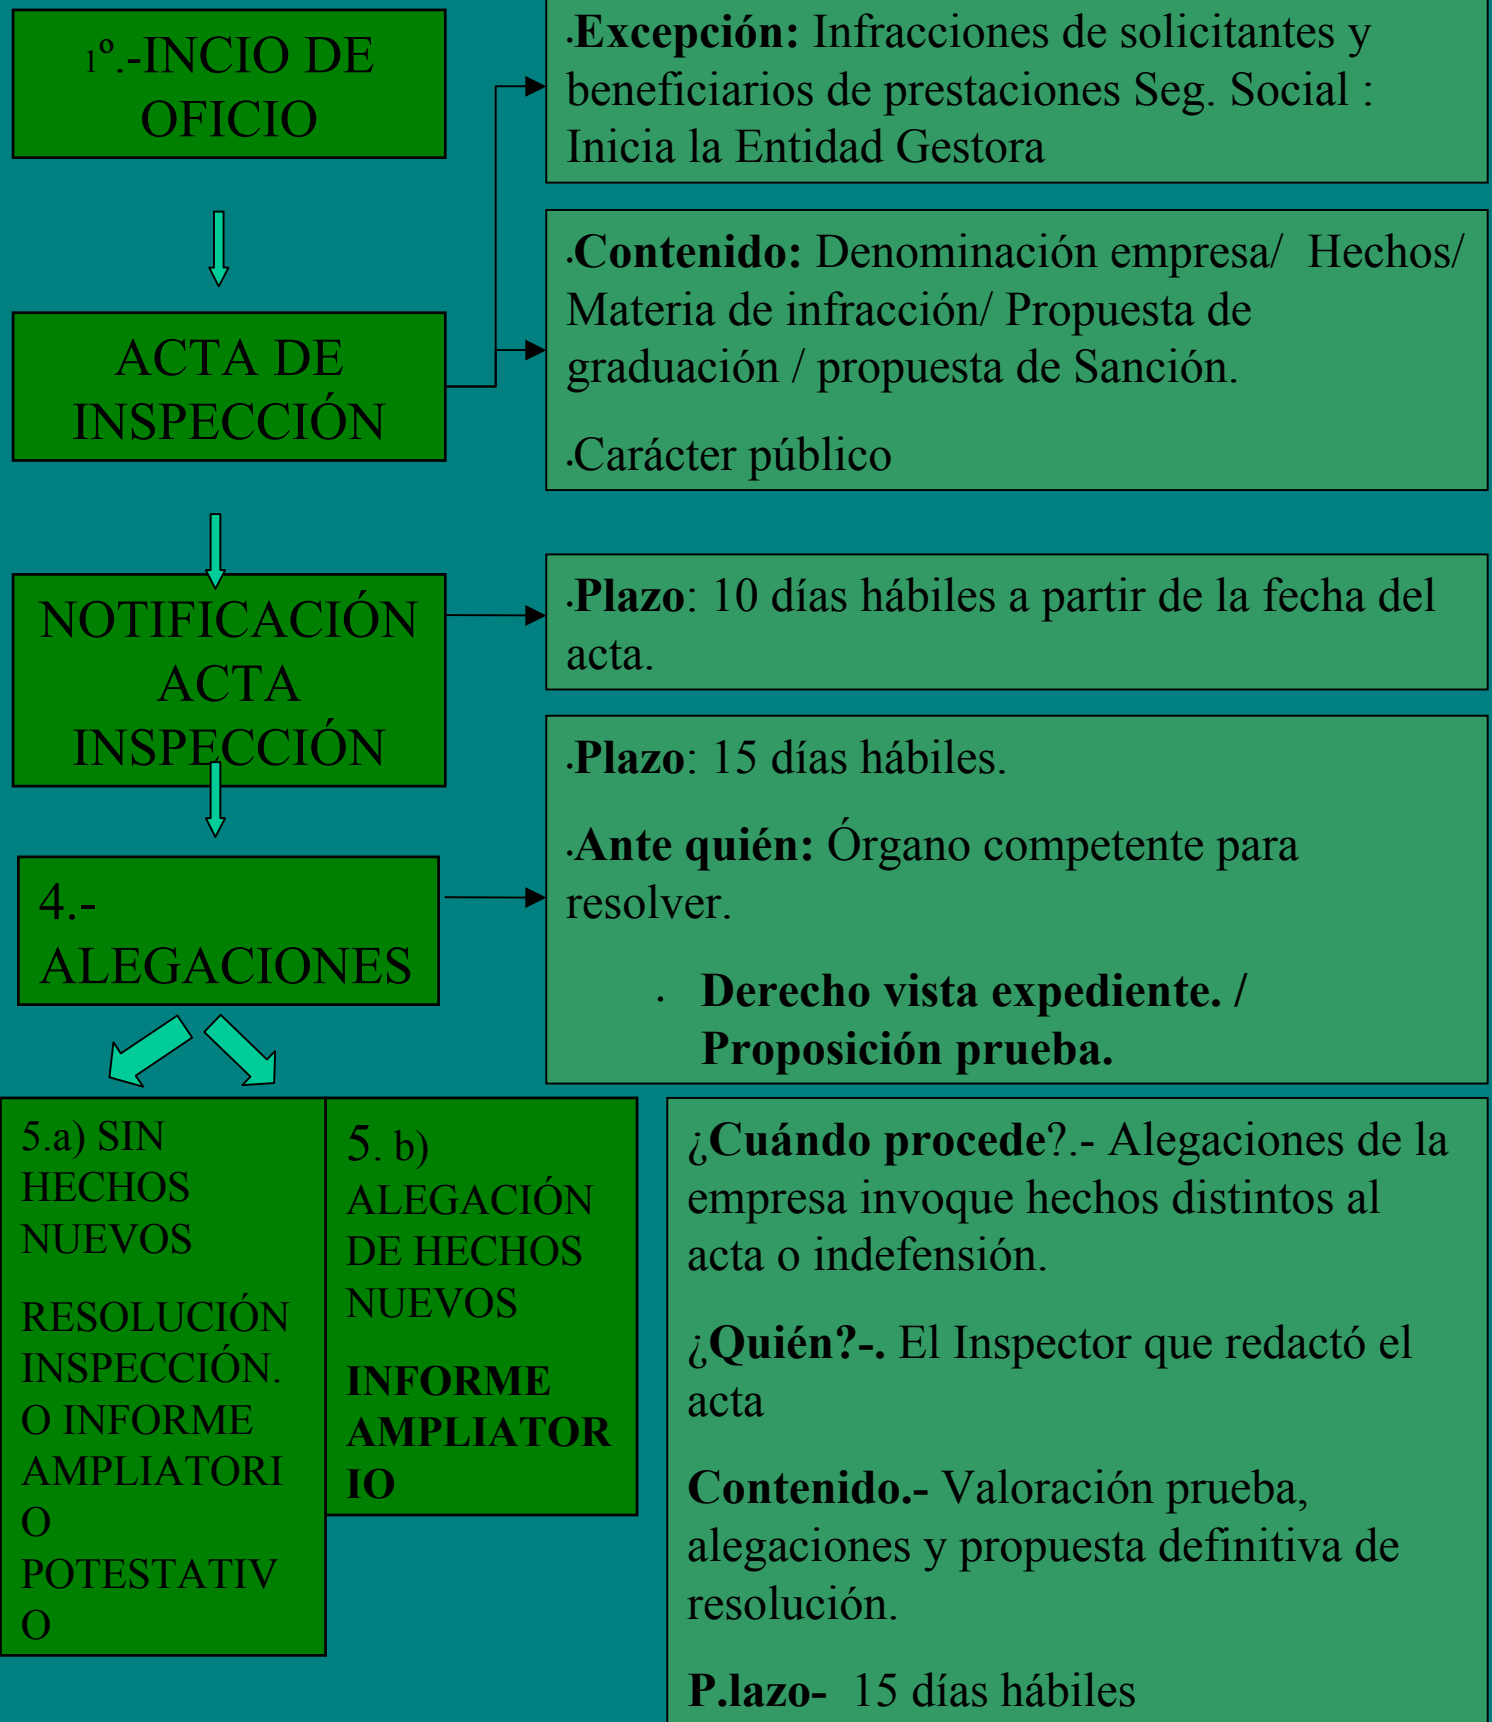 1º.-INCIO DE
OFICIO
.Excepción: Infracciones de solicitantes y
beneficiarios de prestaciones Seg. Social :
Inicia la Entidad Gestora
ACTA DE
INSPECCIÓN
.Contenido: Denominación empresa/ Hechos/
Materia de infracción/ Propuesta de
graduación / propuesta de Sanción.
.Carácter público
NOTIFICACIÓN
ACTA
INSPECCIÓN
.Plazo: 10 días hábiles a partir de la fecha del
acta.
4.-
ALEGACIONES
.Plazo: 15 días hábiles.
.Ante quién: Órgano competente para
resolver.
. Derecho vista expediente. /
Proposición prueba.
5.a) SIN
HECHOS
NUEVOS
RESOLUCIÓN
INSPECCIÓN.
O INFORME
AMPLIATORI
O
POTESTATIV
O
5. b)
ALEGACIÓN
DE HECHOS
NUEVOS
INFORME
AMPLIATOR
IO
¿Cuándo procede?.- Alegaciones de la
empresa invoque hechos distintos al
acta o indefensión.
¿Quién?-. El Inspector que redactó el
acta
Contenido.- Valoración prueba,
alegaciones y propuesta definitiva de
resolución.
P.lazo- 15 días hábiles